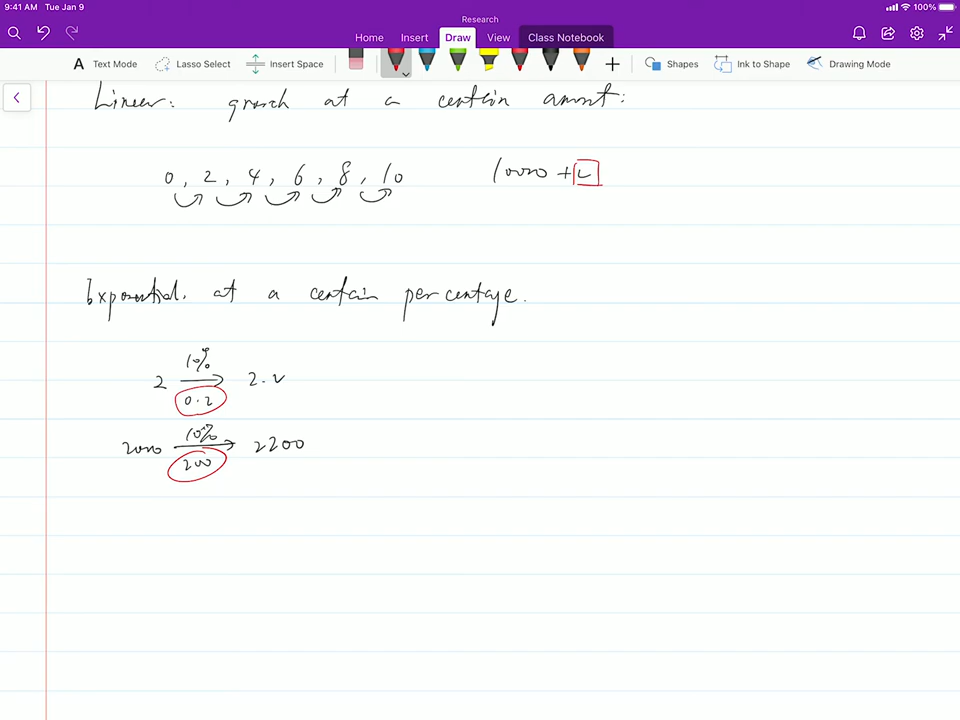 9:41 AM Tue Jan 9
100%
Research
Home Insert Draw View Class Notebook
A Text Mode Lasso Select Insert Space Shapes Ink to Shape Drawing Mode
Linear: growth at a certain amount:
0, 2, 4, 6, 8, 10 10000 + 2
Exponential. at a certain percentage.
10%
2 → 2.2
0.2
10%
2000 → 2200
200